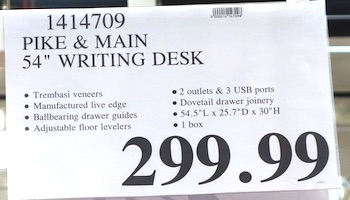 1414709
PIKE & MAIN
54" WRITING DESK
• Trembasi veneers
• Manufactured live edge
• Ballbearing drawer guides
• Adjustable floor levelers
• 2 outlets & 3 USB ports
• Dovetail drawer joinery
• 54.5"L x 25.7"D x 30"H
• 1 box
299.99